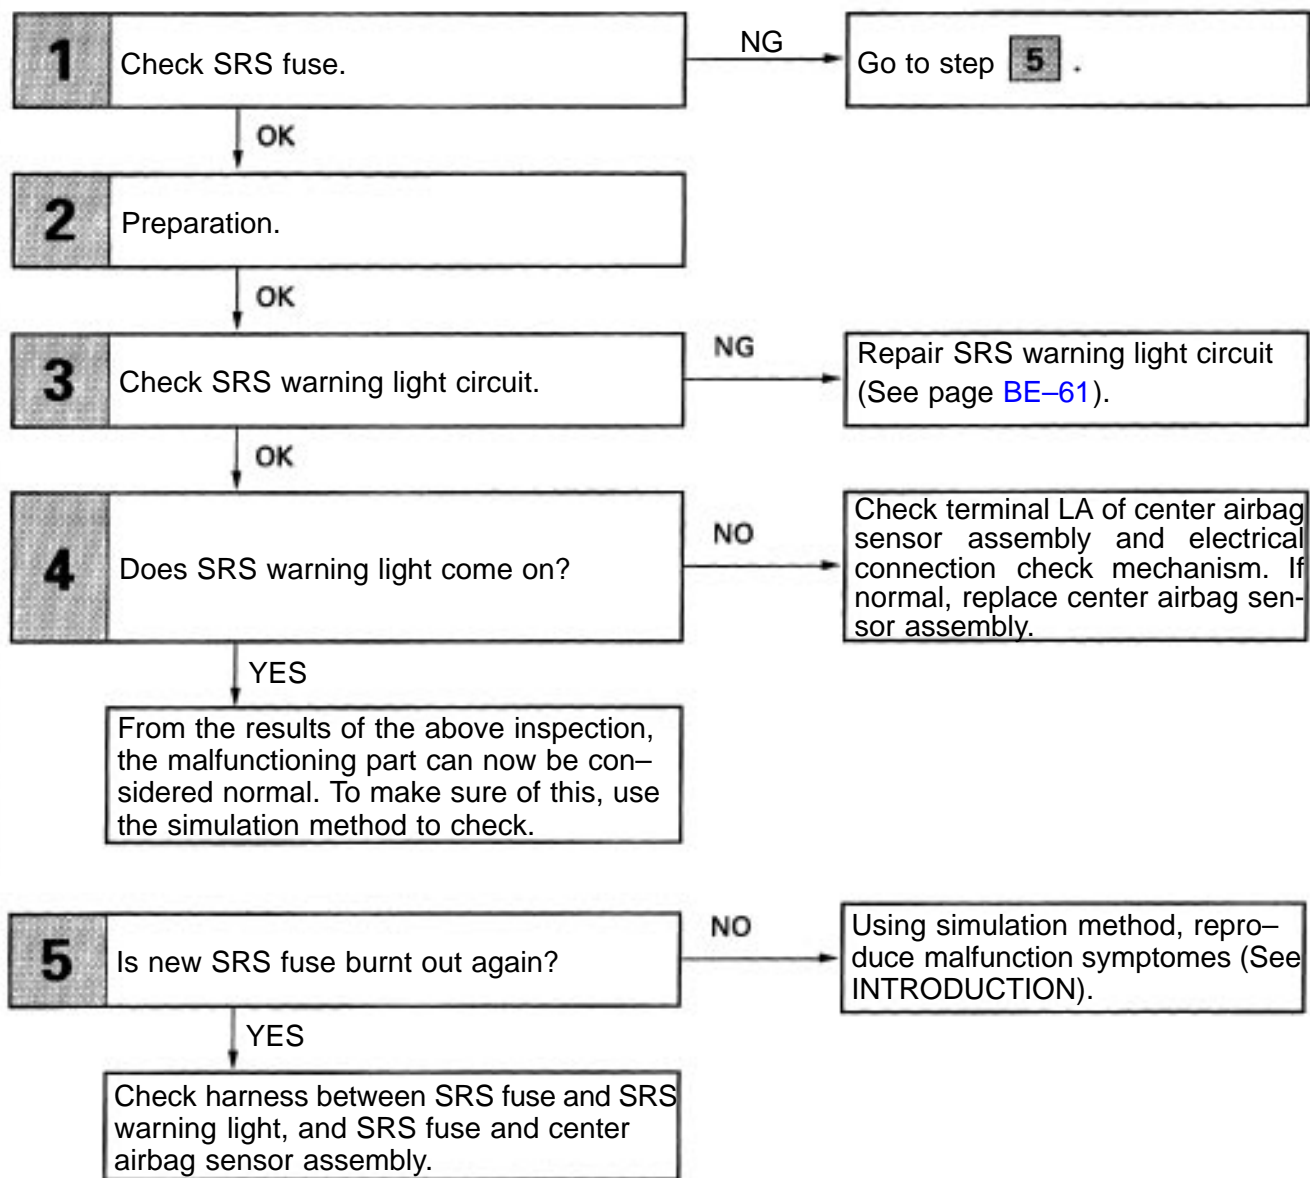 1
Check SRS fuse.
NG
Go to step 5 .
OK
2
Preparation.
OK
3
Check SRS warning light circuit.
NG
Repair SRS warning light circuit
(See page BE–61).
OK
4
Does SRS warning light come on?
NO
Check terminal LA of center airbag
sensor assembly and electrical
connection check mechanism. If
normal, replace center airbag sen-
sor assembly.
YES
From the results of the above inspection,
the malfunctioning part can now be con–
sidered normal. To make sure of this, use
the simulation method to check.
5
Is new SRS fuse burnt out again?
NO
Using simulation method, repro–
duce malfunction symptomes (See
INTRODUCTION).
YES
Check harness between SRS fuse and SRS
warning light, and SRS fuse and center
airbag sensor assembly.